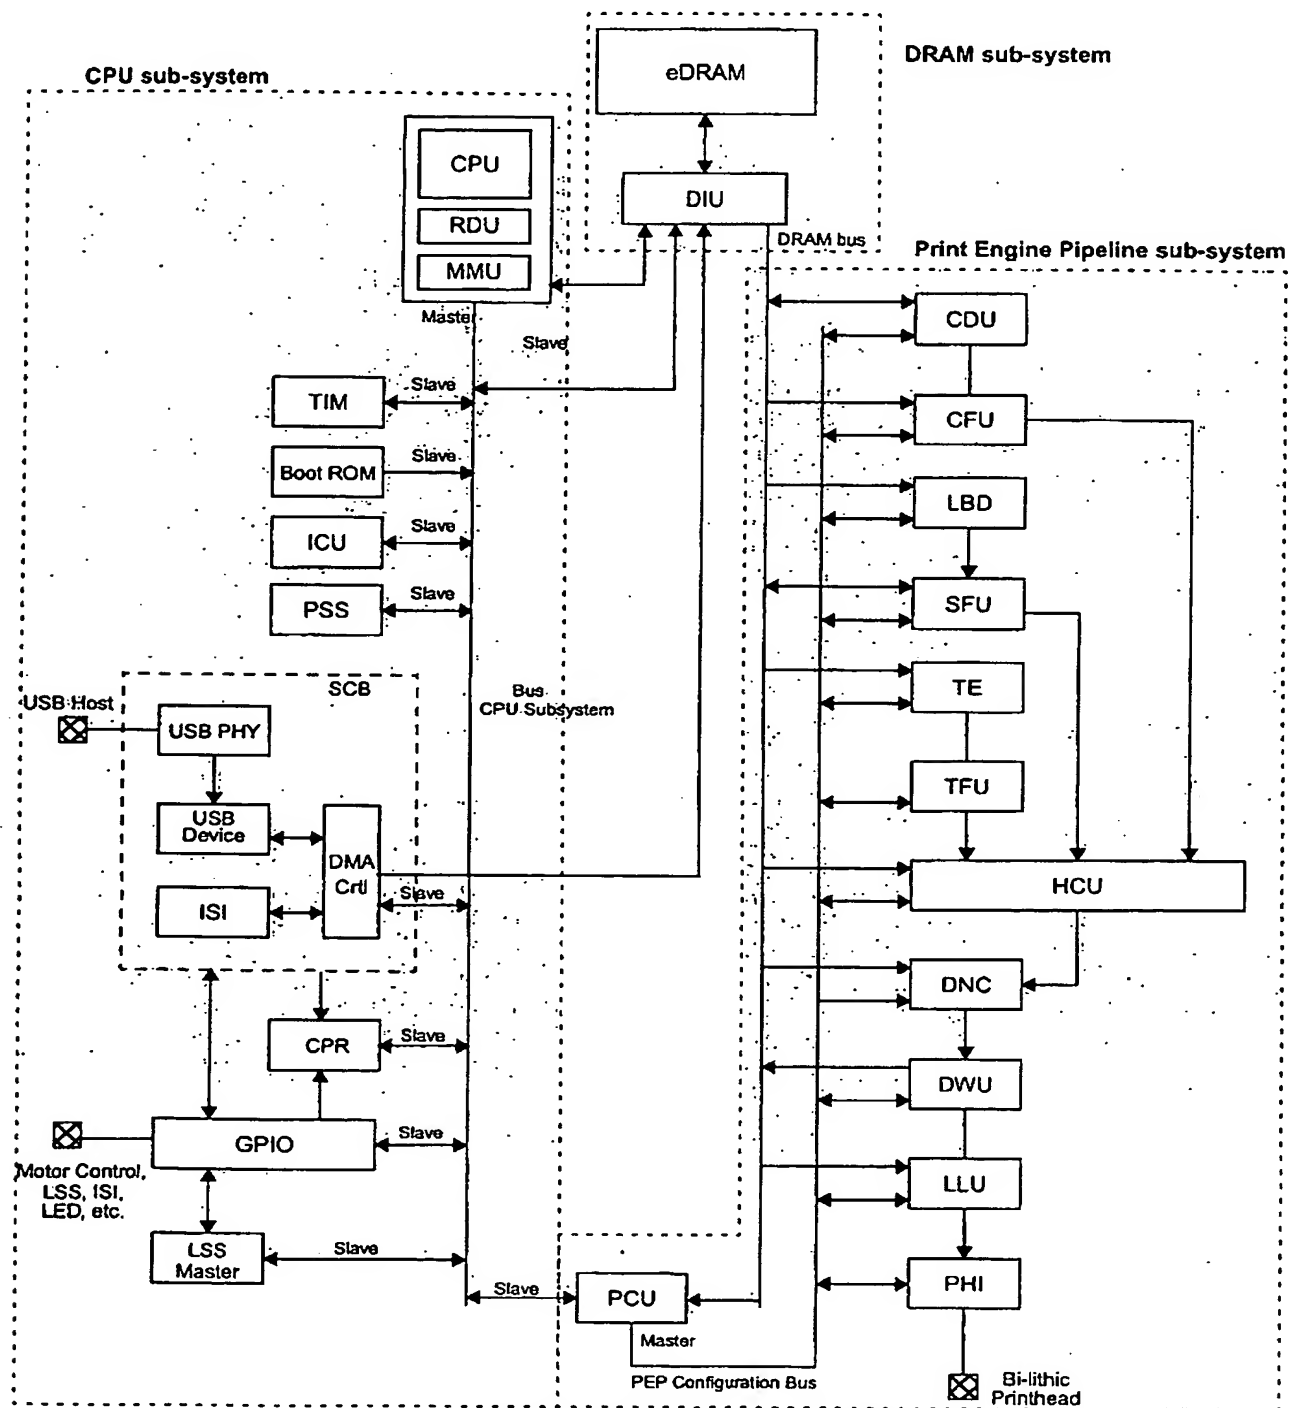 CPU sub-system
DRAM sub-system
eDRAM
CPU
RDU
MMU
DIU
DRAM bus
Print Engine Pipeline sub-system
Master
Slave
TIM
Slave
Boot ROM
Slave
ICU
Slave
PSS
Slave
SCB
USB Host
USB PHY
Bus
CPU Subsystem
USB
Device
DMA
Crtl
Slave
ISI
CPR
Slave
GPIO
Slave
Motor Control,
LSS, ISI,
LED, etc.
LSS
Master
Slave
Slave
PCU
Master
PEP Configuration Bus
CDU
CFU
LBD
SFU
TE
TFU
HCU
DNC
DWU
LLU
PHI
Bi-lithic
Printhead